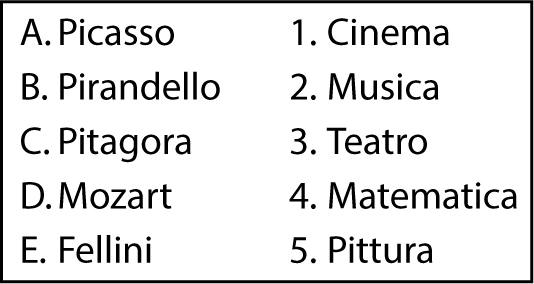 A. Picasso 1. Cinema
B. Pirandello 2. Musica
C. Pitagora 3. Teatro
D. Mozart 4. Matematica
E. Fellini 5. Pittura